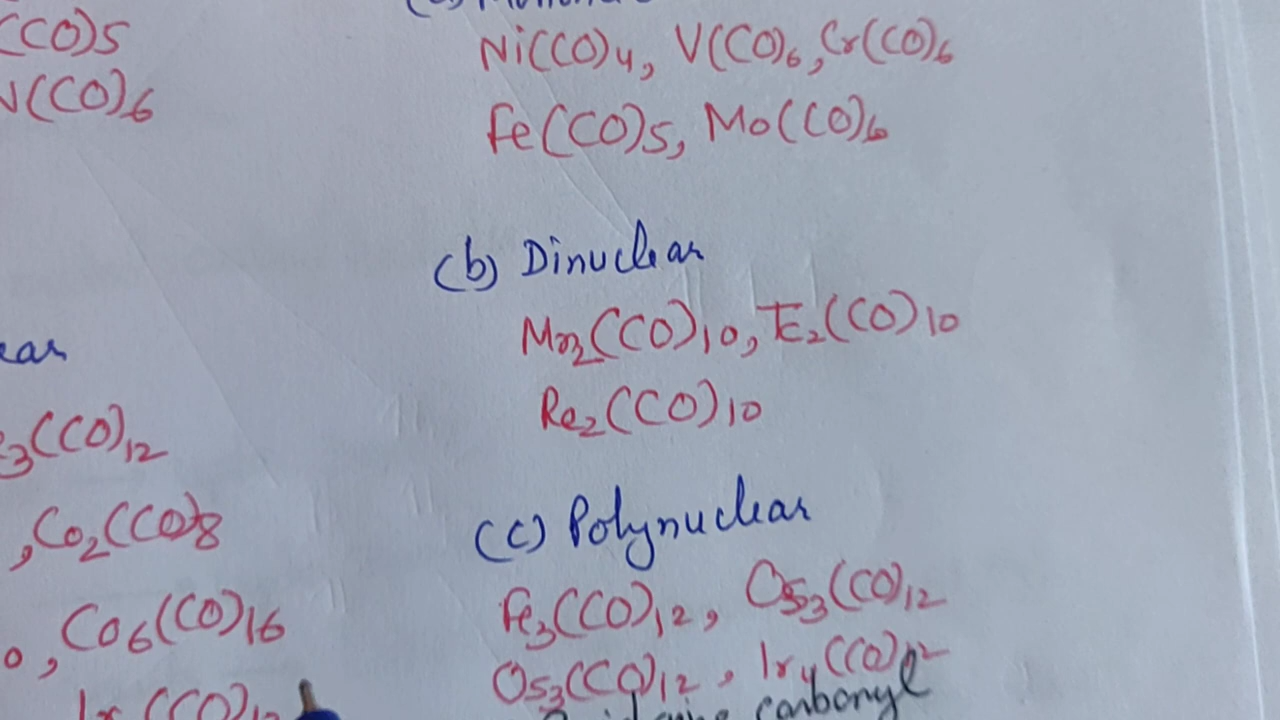 (CO)5
V(CO)6
ear
3(CO)12
,Co2(CO)8
, Co6(CO)16
(CO)12
Ni(CO)4, V(CO)6, Cr(CO)6
Fe(CO)5, Mo(CO)6
(b) Dinuclear
Mn2(CO)10, Tc2(CO)10
Re2(CO)10
(c) Polynuclear
Fe3(CO)12, Os3(CO)12
Os3(CO)12, Ir4(CO)12
carbonyl